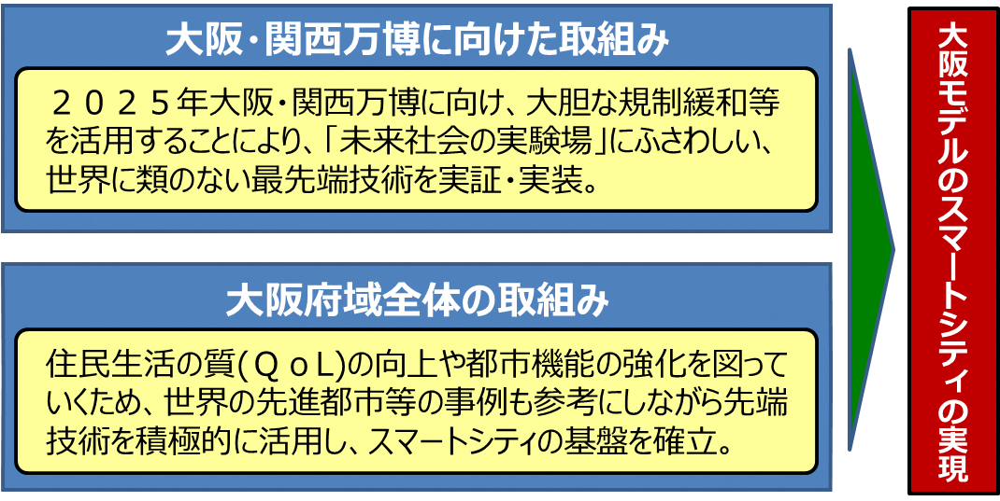 大阪・関西万博に向けた取組み
２０２５年大阪・関西万博に向け、大胆な規制緩和等
を活用することにより、「未来社会の実験場」にふさわしい、
世界に類のない最先端技術を実証・実装。
大阪府域全体の取組み
住民生活の質(ＱｏL)の向上や都市機能の強化を図って
いくため、世界の先進都市等の事例も参考にしながら先端
技術を積極的に活用し、スマートシティの基盤を確立。
大阪モデルのスマートシティの実現